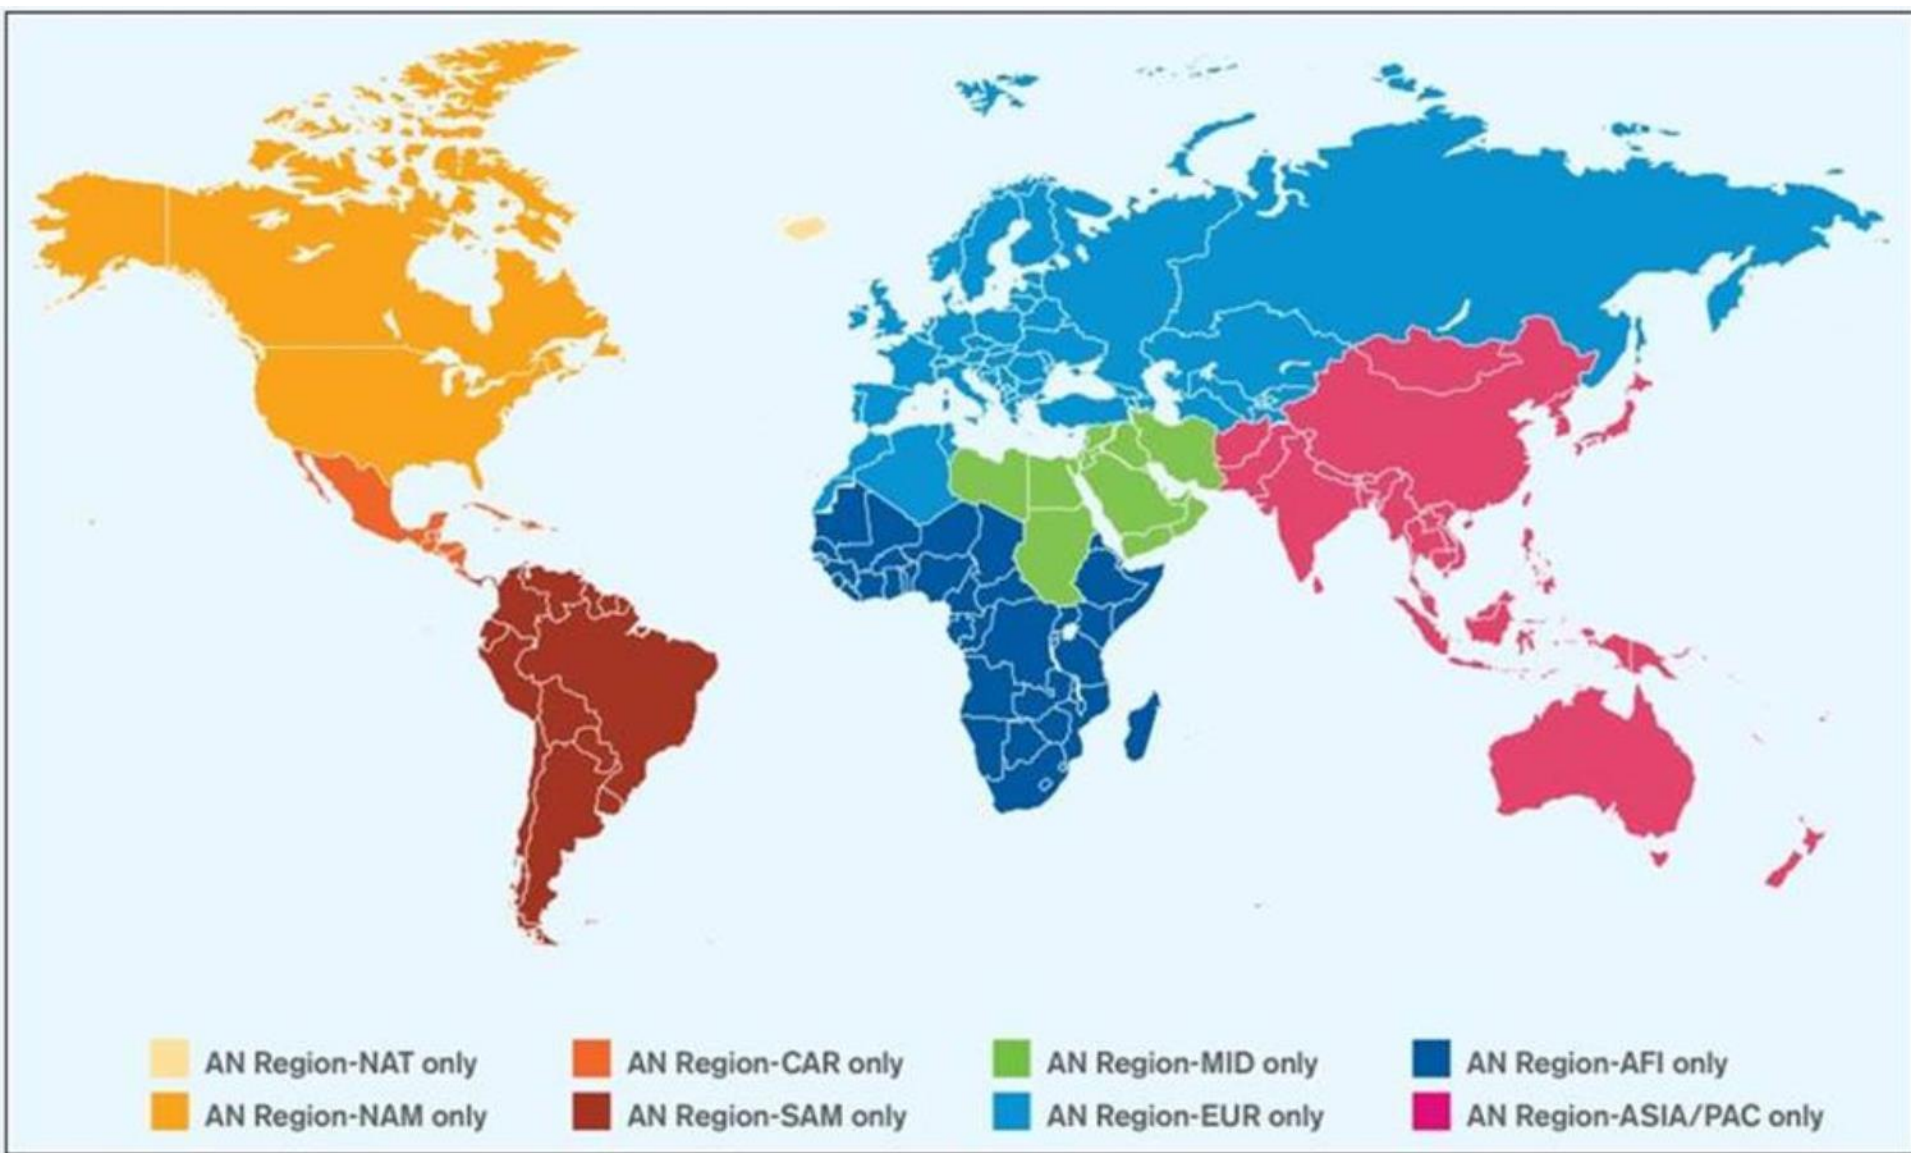 AN Region-NAT only
AN Region-CAR only
AN Region-MID only
AN Region-AFI only
AN Region-NAM only
AN Region-SAM only
AN Region-EUR only
AN Region-ASIA/PAC only